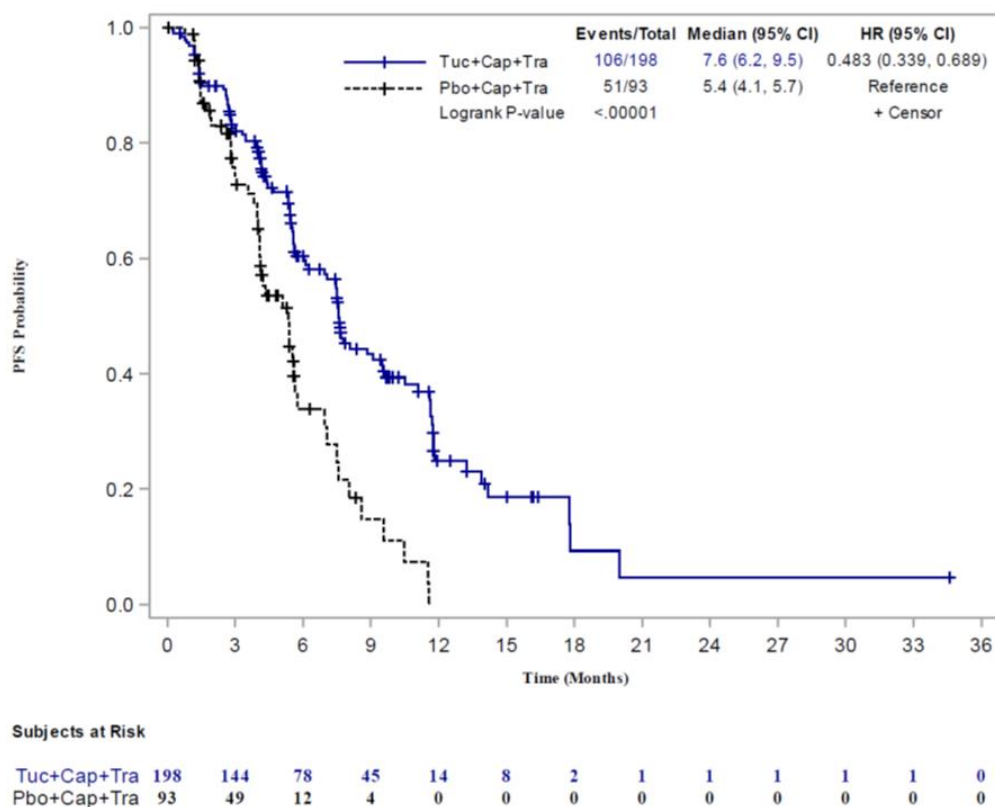 Events/Total Median (95% CI) HR (95% CI)
Tuc+Cap+Tra 106/198 7.6 (6.2, 9.5) 0.483 (0.339, 0.689)
Pbo+Cap+Tra 51/93 5.4 (4.1, 5.7) Reference
Logrank P-value <.00001 + Censor
1.0
0.8
0.6
0.4
0.2
0.0
PFS Probability
0 3 6 9 12 15 18 21 24 27 30 33 36
Time (Months)
Subjects at Risk
Tuc+Cap+Tra 198 144 78 45 14 8 2 1 1 1 1 1 0
Pbo+Cap+Tra 93 49 12 4 0 0 0 0 0 0 0 0 0